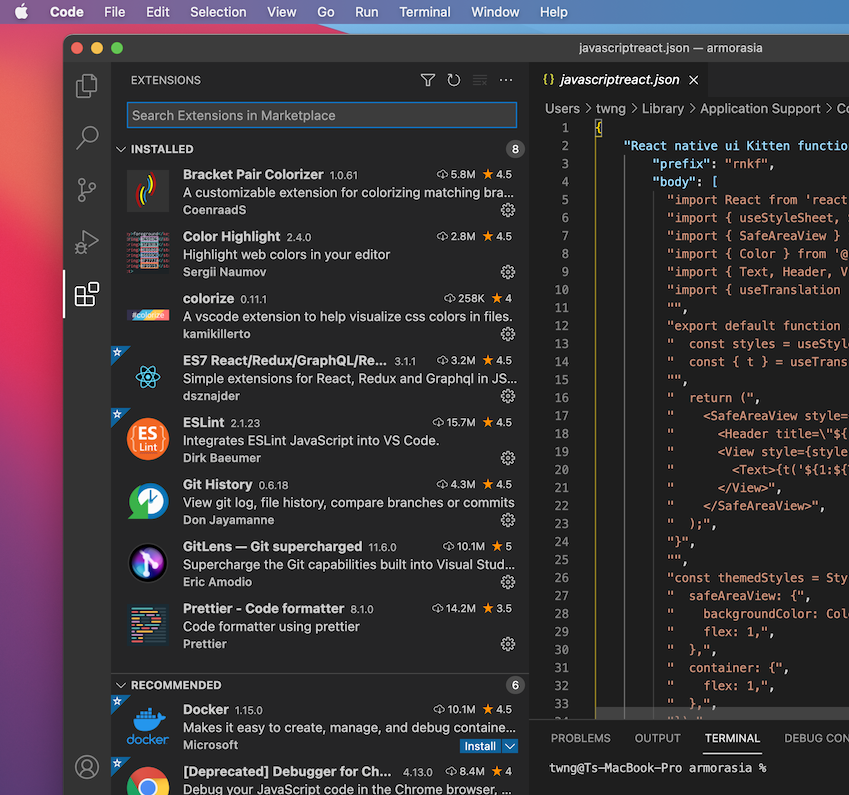 Code File Edit Selection View Go Run Terminal Window Help
javascriptreact.json — armorasia
EXTENSIONS
Search Extensions in Marketplace
INSTALLED 8
Bracket Pair Colorizer 1.0.61 5.8M 4.5
A customizable extension for colorizing matching bra...
CoenraadS
Color Highlight 2.4.0 2.8M 4.5
Highlight web colors in your editor
Sergii Naumov
#colorize
colorize 0.11.1 258K 4
A vscode extension to help visualize css colors in files.
kamikillerto
ES7 React/Redux/GraphQL/Re... 3.1.1 3.2M 4.5
Simple extensions for React, Redux and Graphql in JS...
dsznajder
ES
Lint
ESLint 2.1.23 15.7M 4.5
Integrates ESLint JavaScript into VS Code.
Dirk Baeumer
Git History 0.6.18 4.3M 4.5
View git log, file history, compare branches or commits
Don Jayamanne
GitLens — Git supercharged 11.6.0 10.1M 5
Supercharge the Git capabilities built into Visual Stud...
Eric Amodio
Prettier - Code formatter 8.1.0 14.2M 3.5
Code formatter using prettier
Prettier
RECOMMENDED 6
docker
Docker 1.15.0 10.1M 4.5
Makes it easy to create, manage, and debug containe...
Microsoft Install
[Deprecated] Debugger for Ch... 4.13.0 8.4M 4
Debug your JavaScript code in the Chrome browser, ...
{} javascriptreact.json ×
Users > twng > Library > Application Support > Co
1 {
2 "React native ui Kitten functio
3 "prefix": "rnkf",
4 "body": [
5 "import React from 'react
6 "import { useStyleSheet,
7 "import { SafeAreaView }
8 "import { Color } from '@
9 "import { Text, Header, V
10 "import { useTranslation
11 "",
12 "export default function
13 "  const styles = useStyl
14 "  const { t } = useTrans
15 "",
16 "  return (",
17 "    <SafeAreaView style=
18 "      <Header title=\"${
19 "      <View style={style
20 "        <Text>{t('${1:${
21 "      </View>",
22 "    </SafeAreaView>",
23 "  );",
24 "}",
25 "",
26 "const themedStyles = Sty
27 "  safeAreaView: {",
28 "    backgroundColor: Col
29 "    flex: 1,",
30 "  },",
31 "  container: {",
32 "    flex: 1,",
33 "  },",
PROBLEMS OUTPUT TERMINAL DEBUG CON
twng@Ts-MacBook-Pro armorasia %